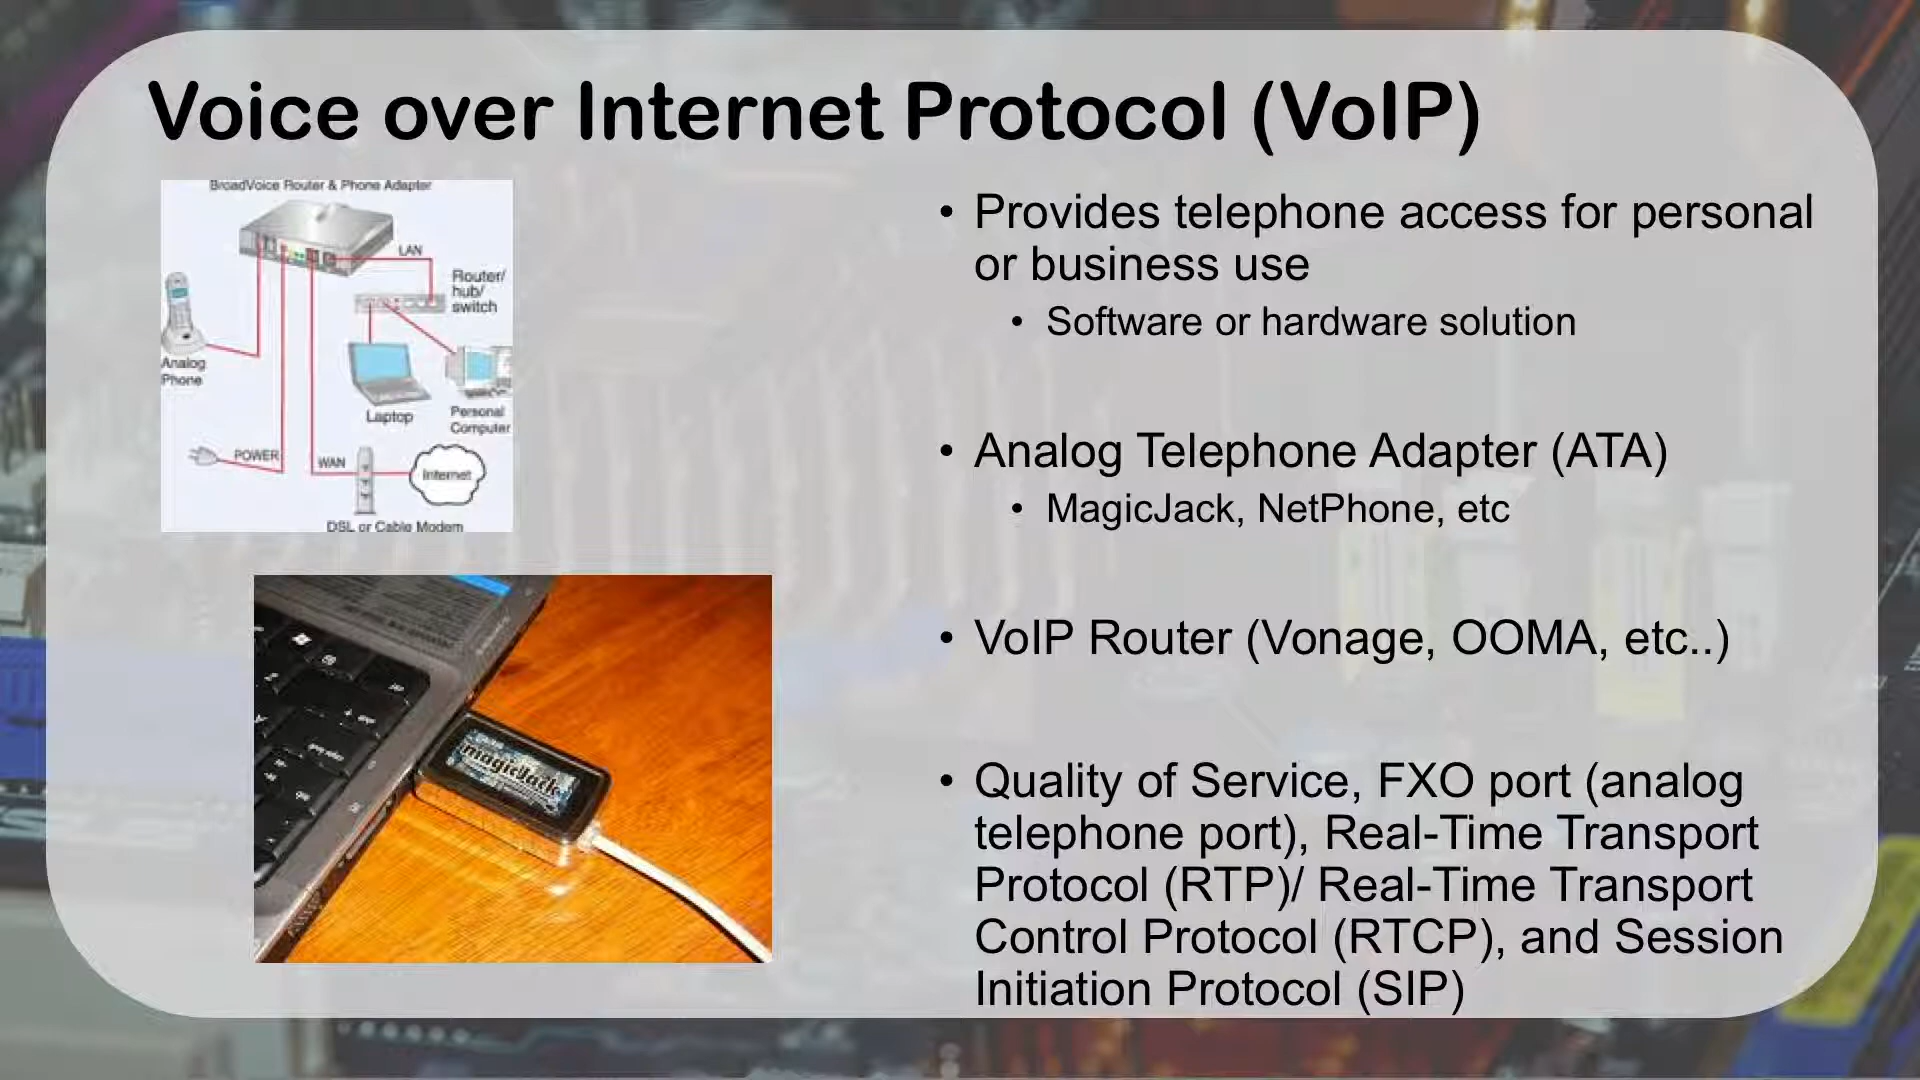 Voice over Internet Protocol (VoIP)
BroadVoice Router & Phone Adapter
LAN
Router/
hub/
switch
Analog
Phone
Laptop
Personal
Computer
POWER
WAN
Internet
DSL or Cable Modem
magicJack
• Provides telephone access for personal
or business use
• Software or hardware solution
• Analog Telephone Adapter (ATA)
• MagicJack, NetPhone, etc
• VoIP Router (Vonage, OOMA, etc..)
• Quality of Service, FXO port (analog
telephone port), Real-Time Transport
Protocol (RTP)/ Real-Time Transport
Control Protocol (RTCP), and Session
Initiation Protocol (SIP)